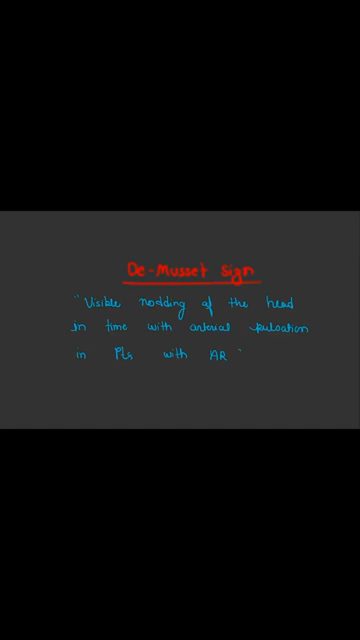 De-Musset Sign
"Visible nodding of the head
in time with arterial pulsation
in Pts with AR"